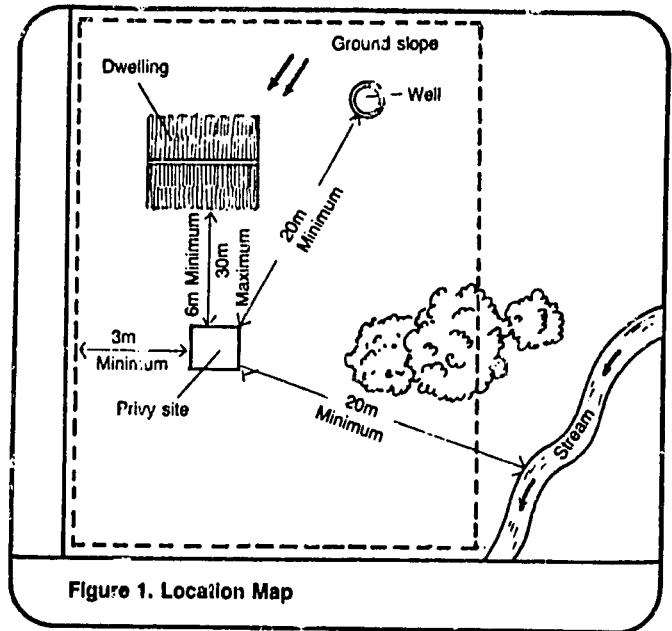 Ground slope
Dwelling
Well
20m
Minimum
6m Minimum
30m
Maximum
3m
Minimum
Privy site
20m
Minimum
Stream
Figure 1. Location Map